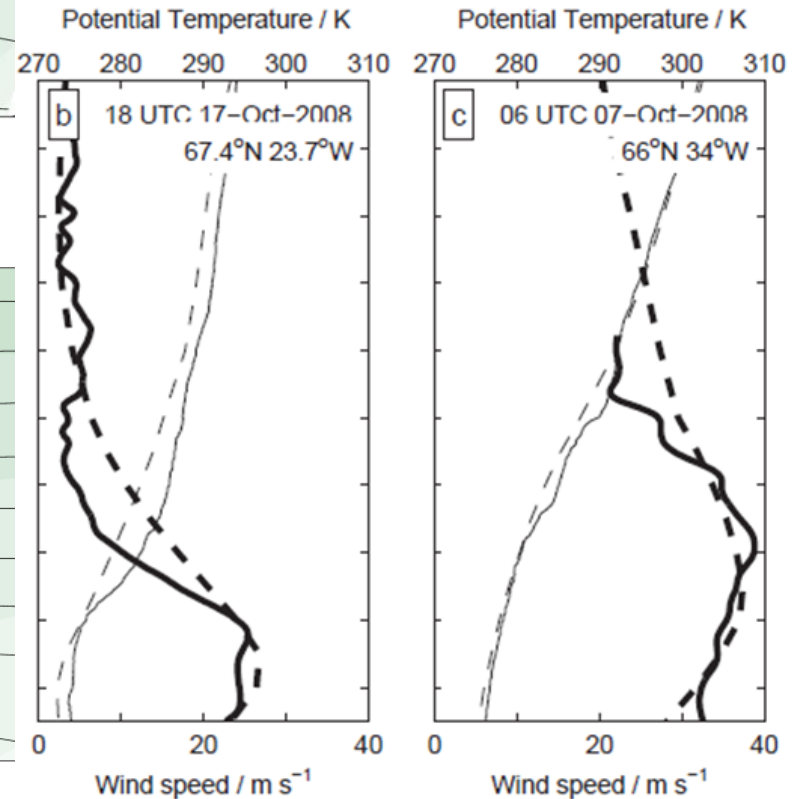 Potential Temperature / K
270 280 290 300 310
b 18 UTC 17−Oct−2008
67.4°N 23.7°W
0 20 40
Wind speed / m s⁻¹
Potential Temperature / K
270 280 290 300 310
c 06 UTC 07−Oct−2008
66°N 34°W
0 20 40
Wind speed / m s⁻¹